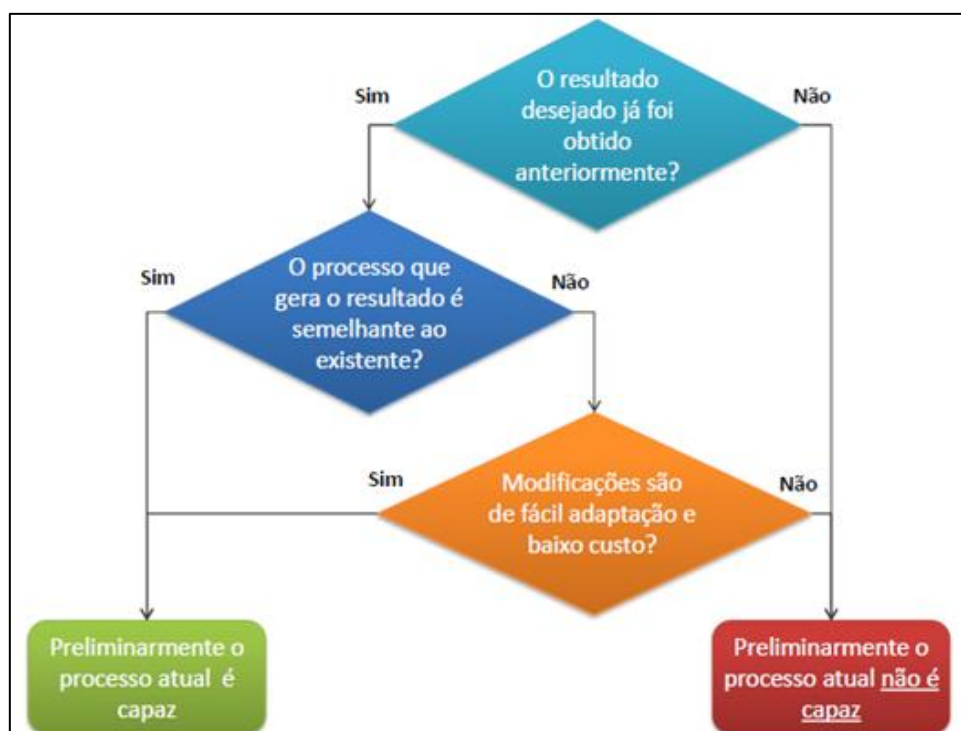 O resultado
desejado já foi
obtido
anteriormente?
Sim
Não
O processo que
gera o resultado é
semelhante ao
existente?
Sim
Não
Modificações são
de fácil adaptação e
baixo custo?
Sim
Não
Preliminarmente o
processo atual é
capaz
Preliminarmente o
processo atual não é
capaz